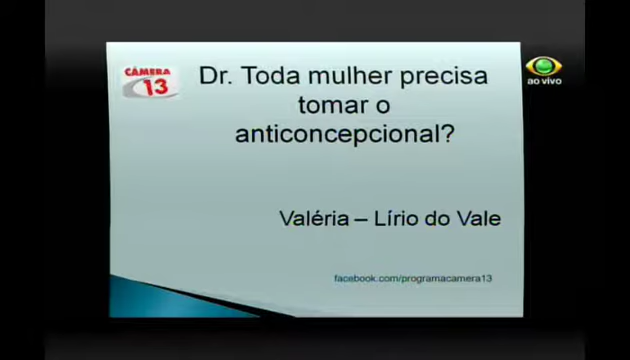 CÂMERA
13
Dr. Toda mulher precisa
tomar o
anticoncepcional?
ao vivo
Valéria – Lírio do Vale
facebook.com/programacamera13